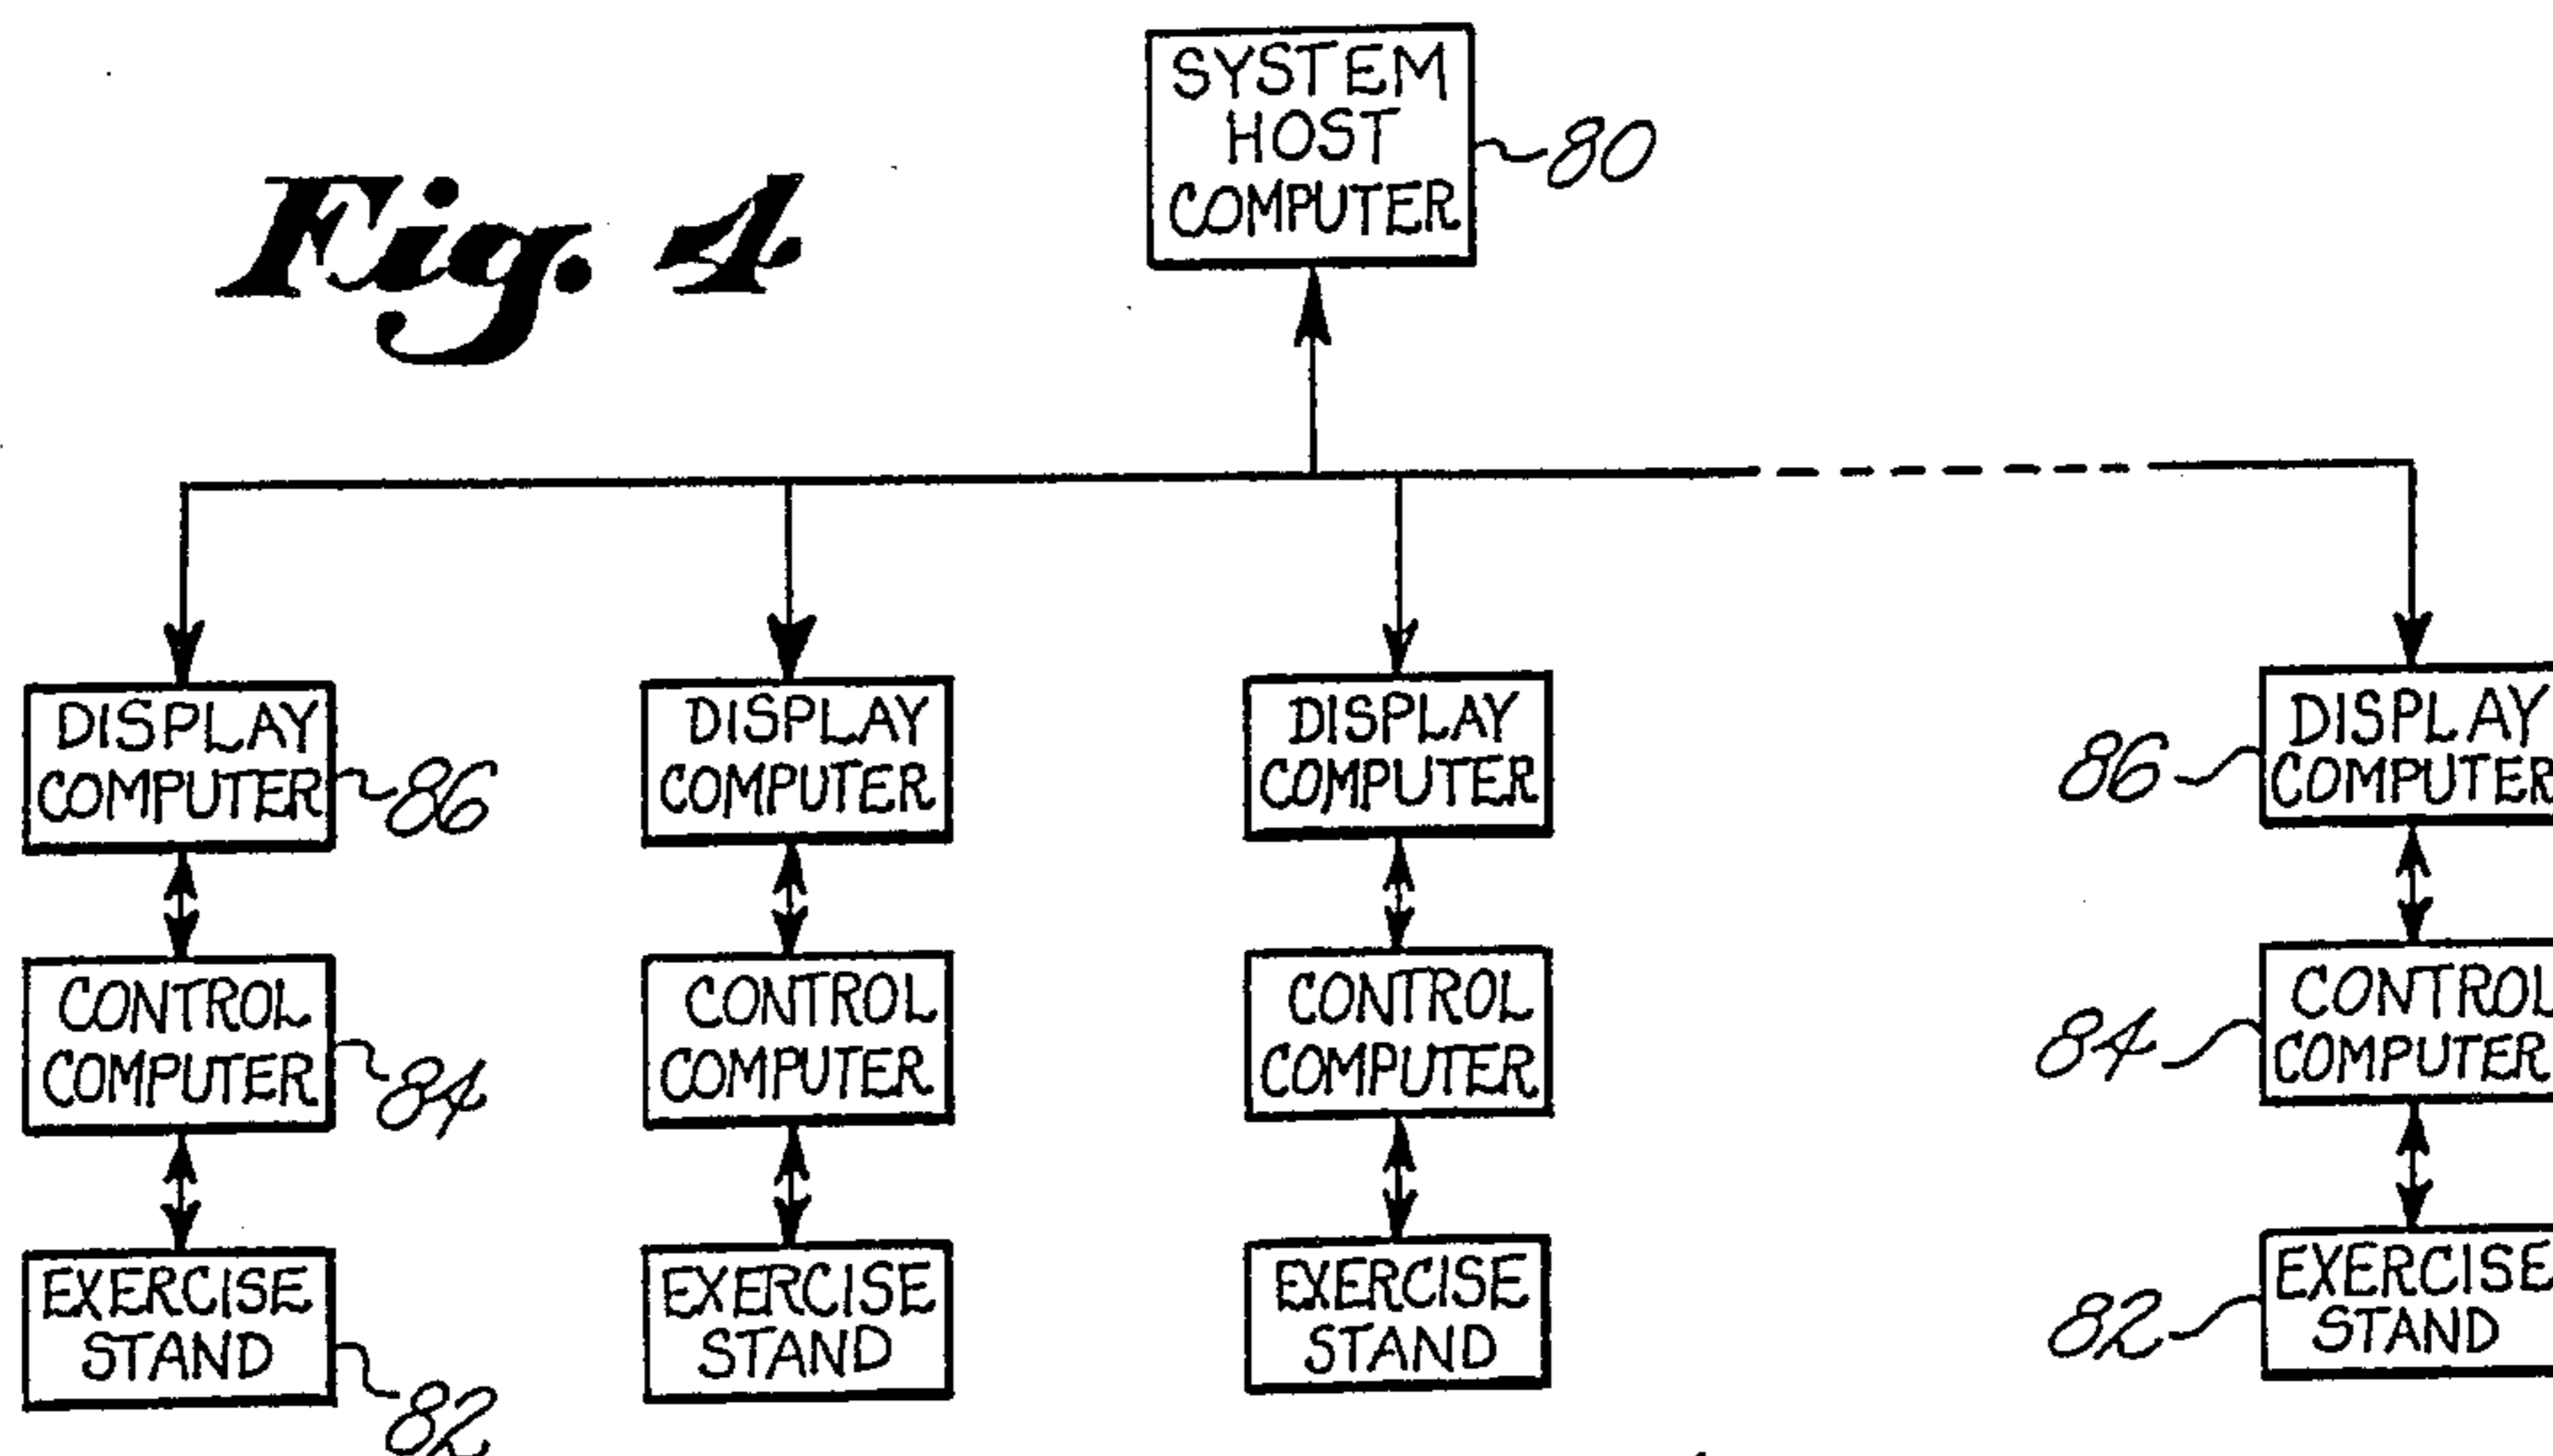 Fig. 4
SYSTEM
HOST
COMPUTER
80
DISPLAY
COMPUTER
86
DISPLAY
COMPUTER
DISPLAY
COMPUTER
86
DISPLAY
COMPUTER
CONTROL
COMPUTER
84
CONTROL
COMPUTER
CONTROL
COMPUTER
84
CONTROL
COMPUTER
EXERCISE
STAND
82
EXERCISE
STAND
EXERCISE
STAND
82
EXERCISE
STAND